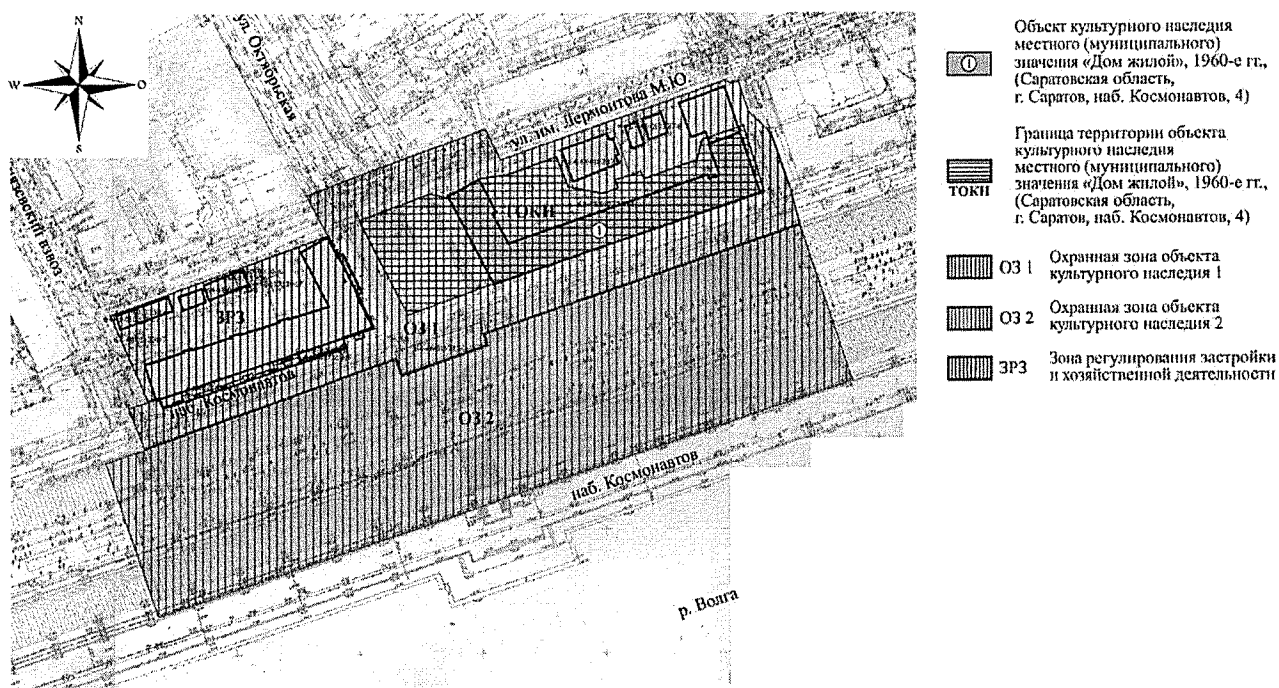 N
W
O
S
ул. Октябрьская
ул. им. Лермонтова М.Ю.
ТОКН
1
ЗРЗ
ОЗ 1
наб. Космонавтов
ОЗ 2
наб. Космонавтов
р. Волга
1
Объект культурного наследия
местного (муниципального)
значения «Дом жилой», 1960-е гг.,
(Саратовская область,
г. Саратов, наб. Космонавтов, 4)
ТОКН
Граница территории объекта
культурного наследия
местного (муниципального)
значения «Дом жилой», 1960-е гг.,
(Саратовская область,
г. Саратов, наб. Космонавтов, 4)
ОЗ 1 Охранная зона объекта
культурного наследия 1
ОЗ 2 Охранная зона объекта
культурного наследия 2
ЗРЗ Зона регулирования застройки
и хозяйственной деятельности